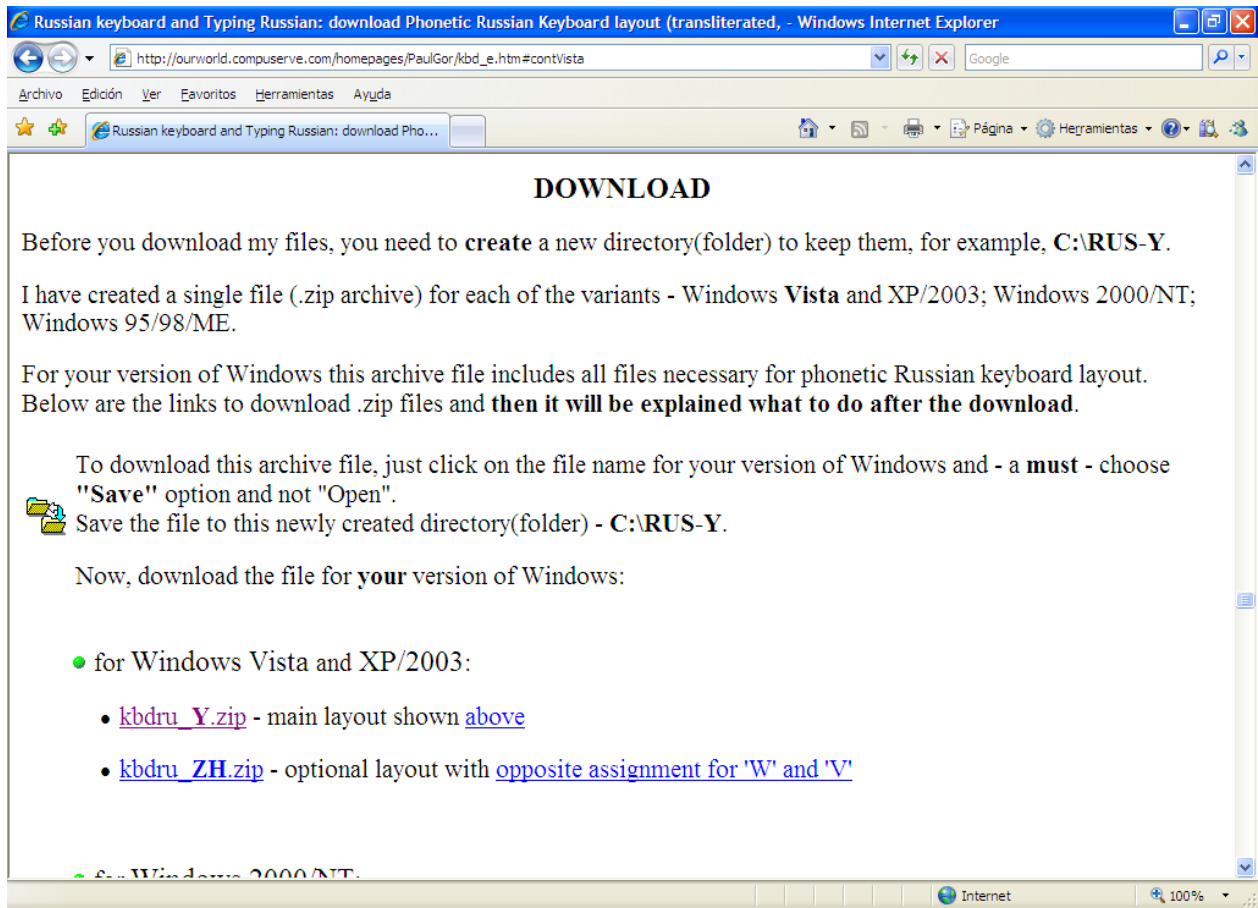 Russian keyboard and Typing Russian: download Phonetic Russian Keyboard layout (transliterated, - Windows Internet Explorer
http://ourworld.compuserve.com/homepages/PaulGor/kbd_e.htm#contVista
Google
Archivo Edición Ver Favoritos Herramientas Ayuda
Russian keyboard and Typing Russian: download Pho...
Página Herramientas
DOWNLOAD
Before you download my files, you need to create a new directory(folder) to keep them, for example, C:\RUS-Y.
I have created a single file (.zip archive) for each of the variants - Windows Vista and XP/2003; Windows 2000/NT;
Windows 95/98/ME.
For your version of Windows this archive file includes all files necessary for phonetic Russian keyboard layout.
Below are the links to download .zip files and then it will be explained what to do after the download.
To download this archive file, just click on the file name for your version of Windows and - a must - choose
"Save" option and not "Open".
Save the file to this newly created directory(folder) - C:\RUS-Y.
Now, download the file for your version of Windows:
for Windows Vista and XP/2003:
kbdru_Y.zip - main layout shown above
kbdru_ZH.zip - optional layout with opposite assignment for 'W' and 'V'
for Windows 2000/NT:
Internet 100%